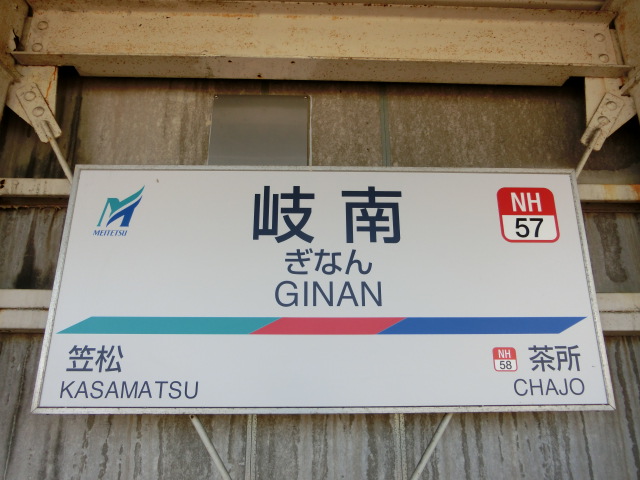 MEITETSU
岐南
ぎなん
GINAN
NH
57
笠松
KASAMATSU
NH
58
茶所
CHAJO